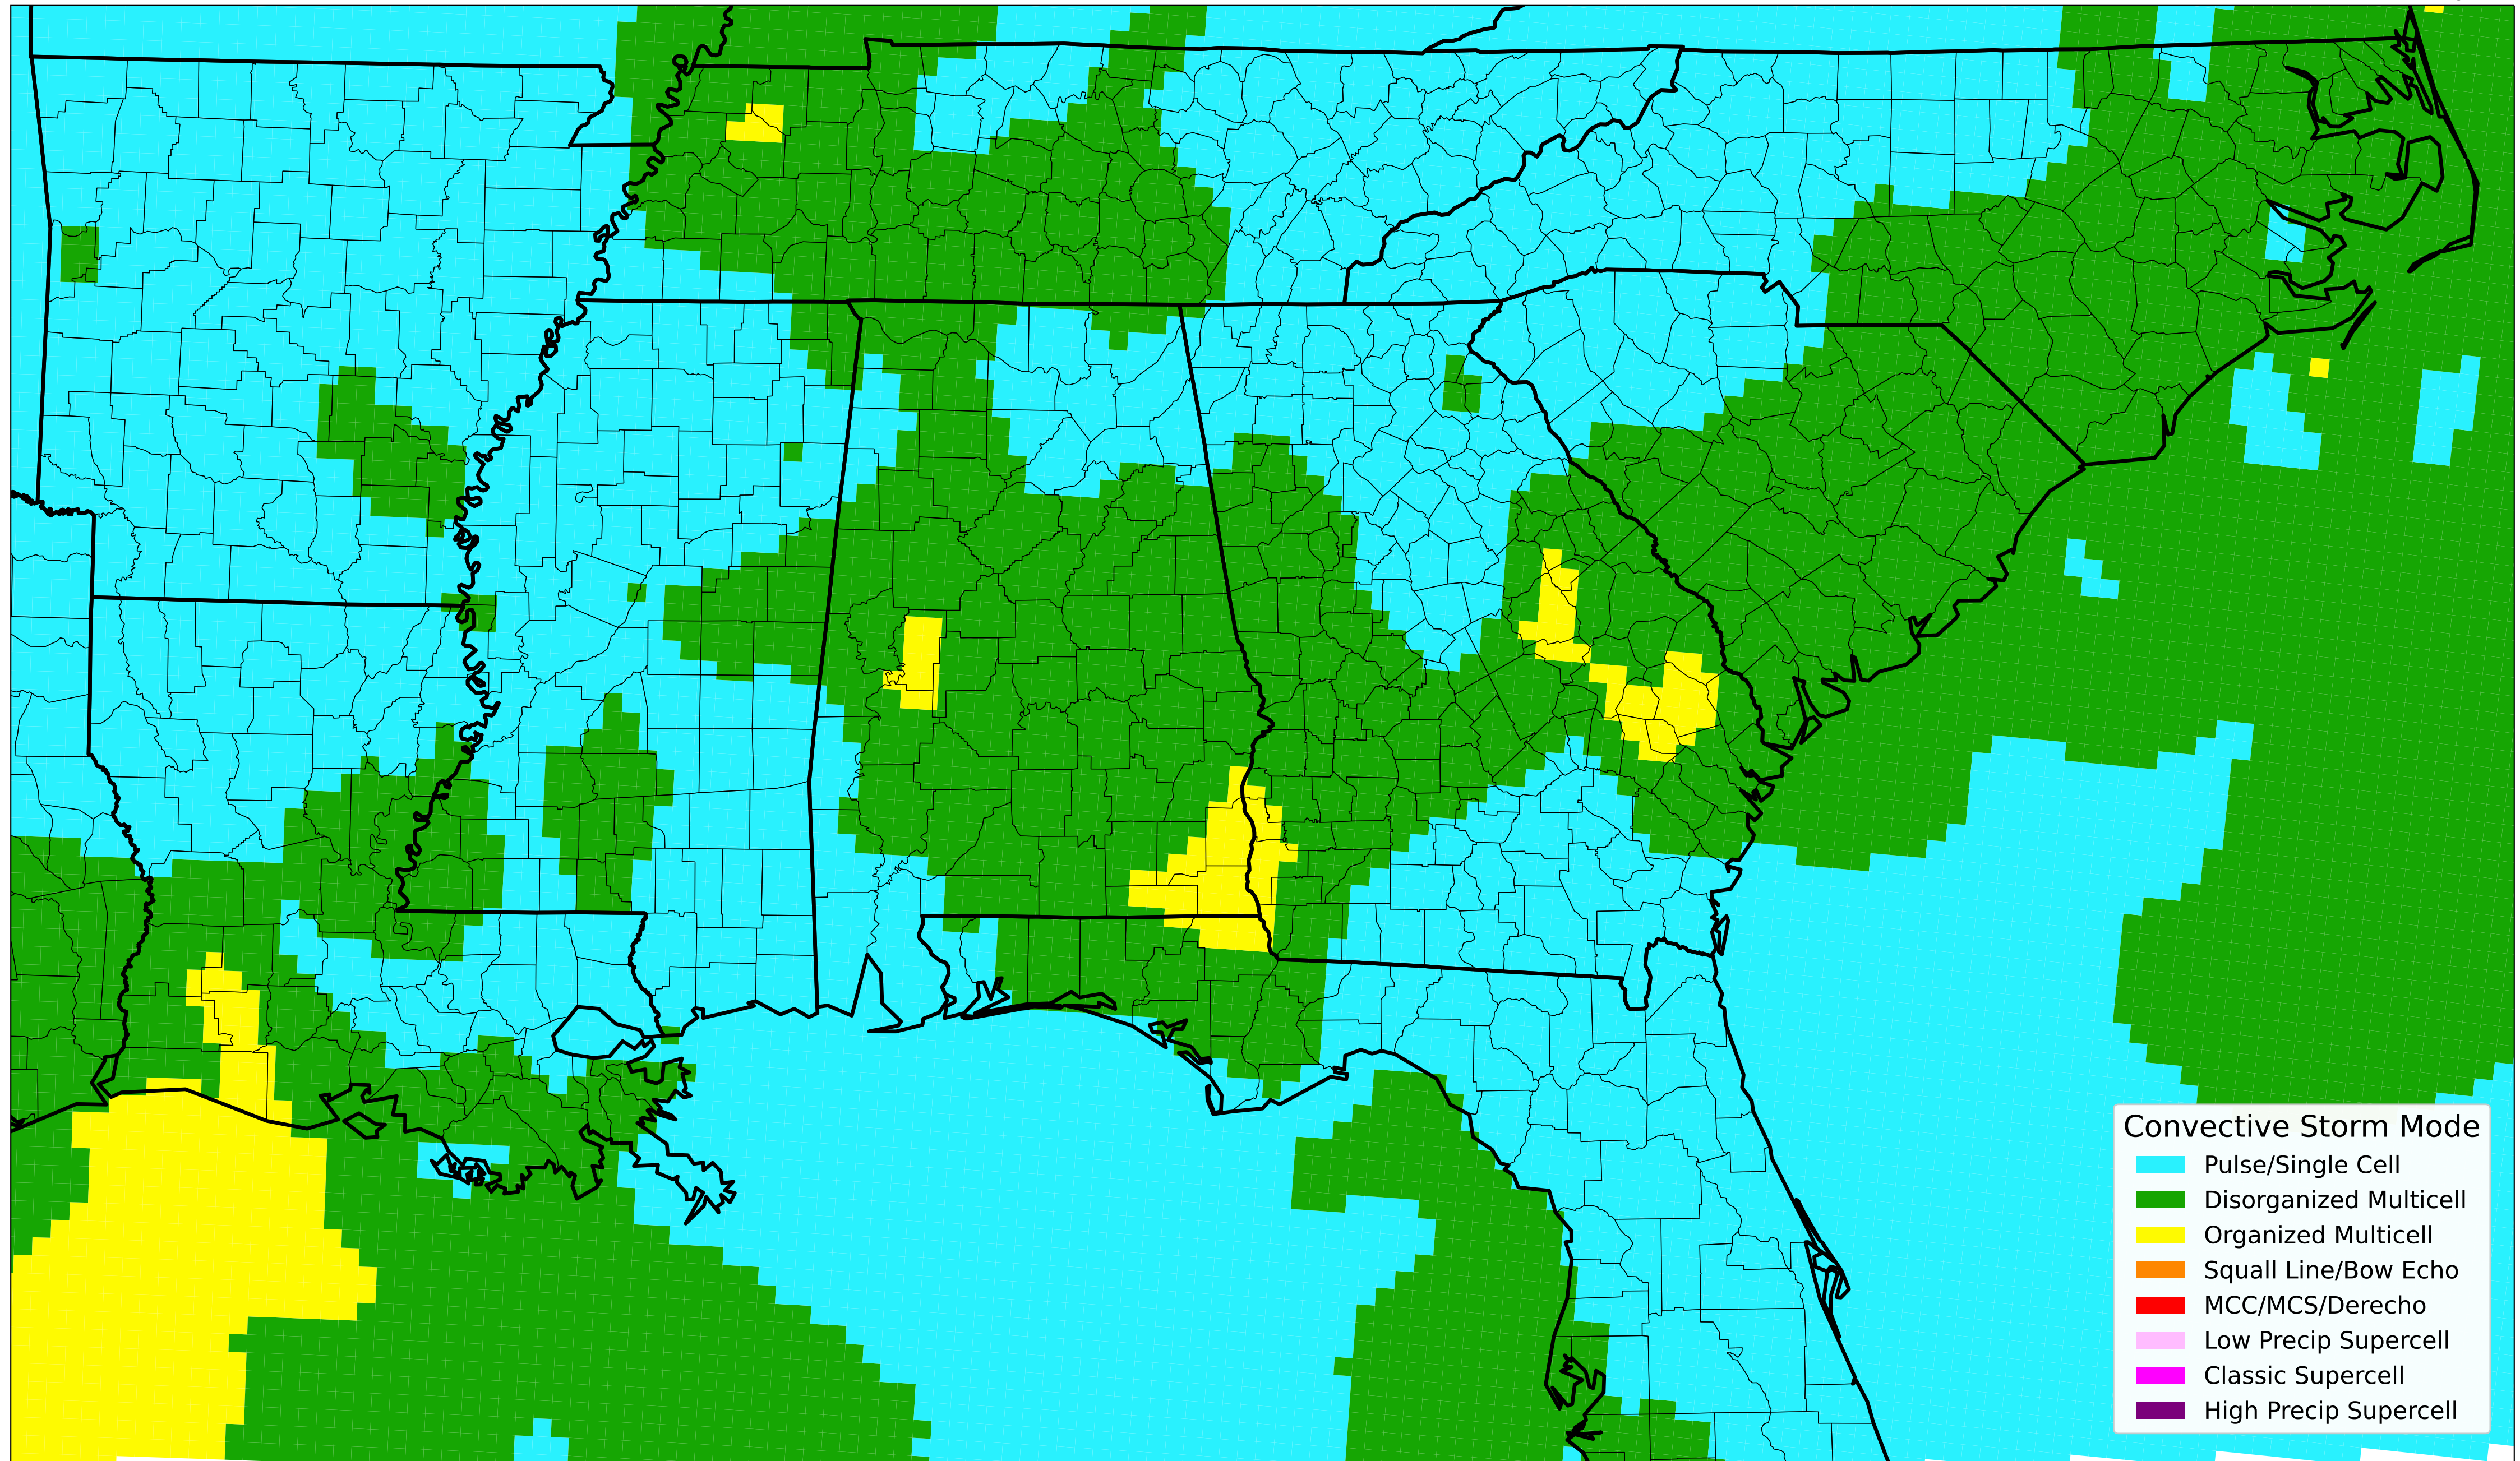 Convective Storm Mode
Pulse/Single Cell
Disorganized Multicell
Organized Multicell
Squall Line/Bow Echo
MCC/MCS/Derecho
Low Precip Supercell
Classic Supercell
High Precip Supercell